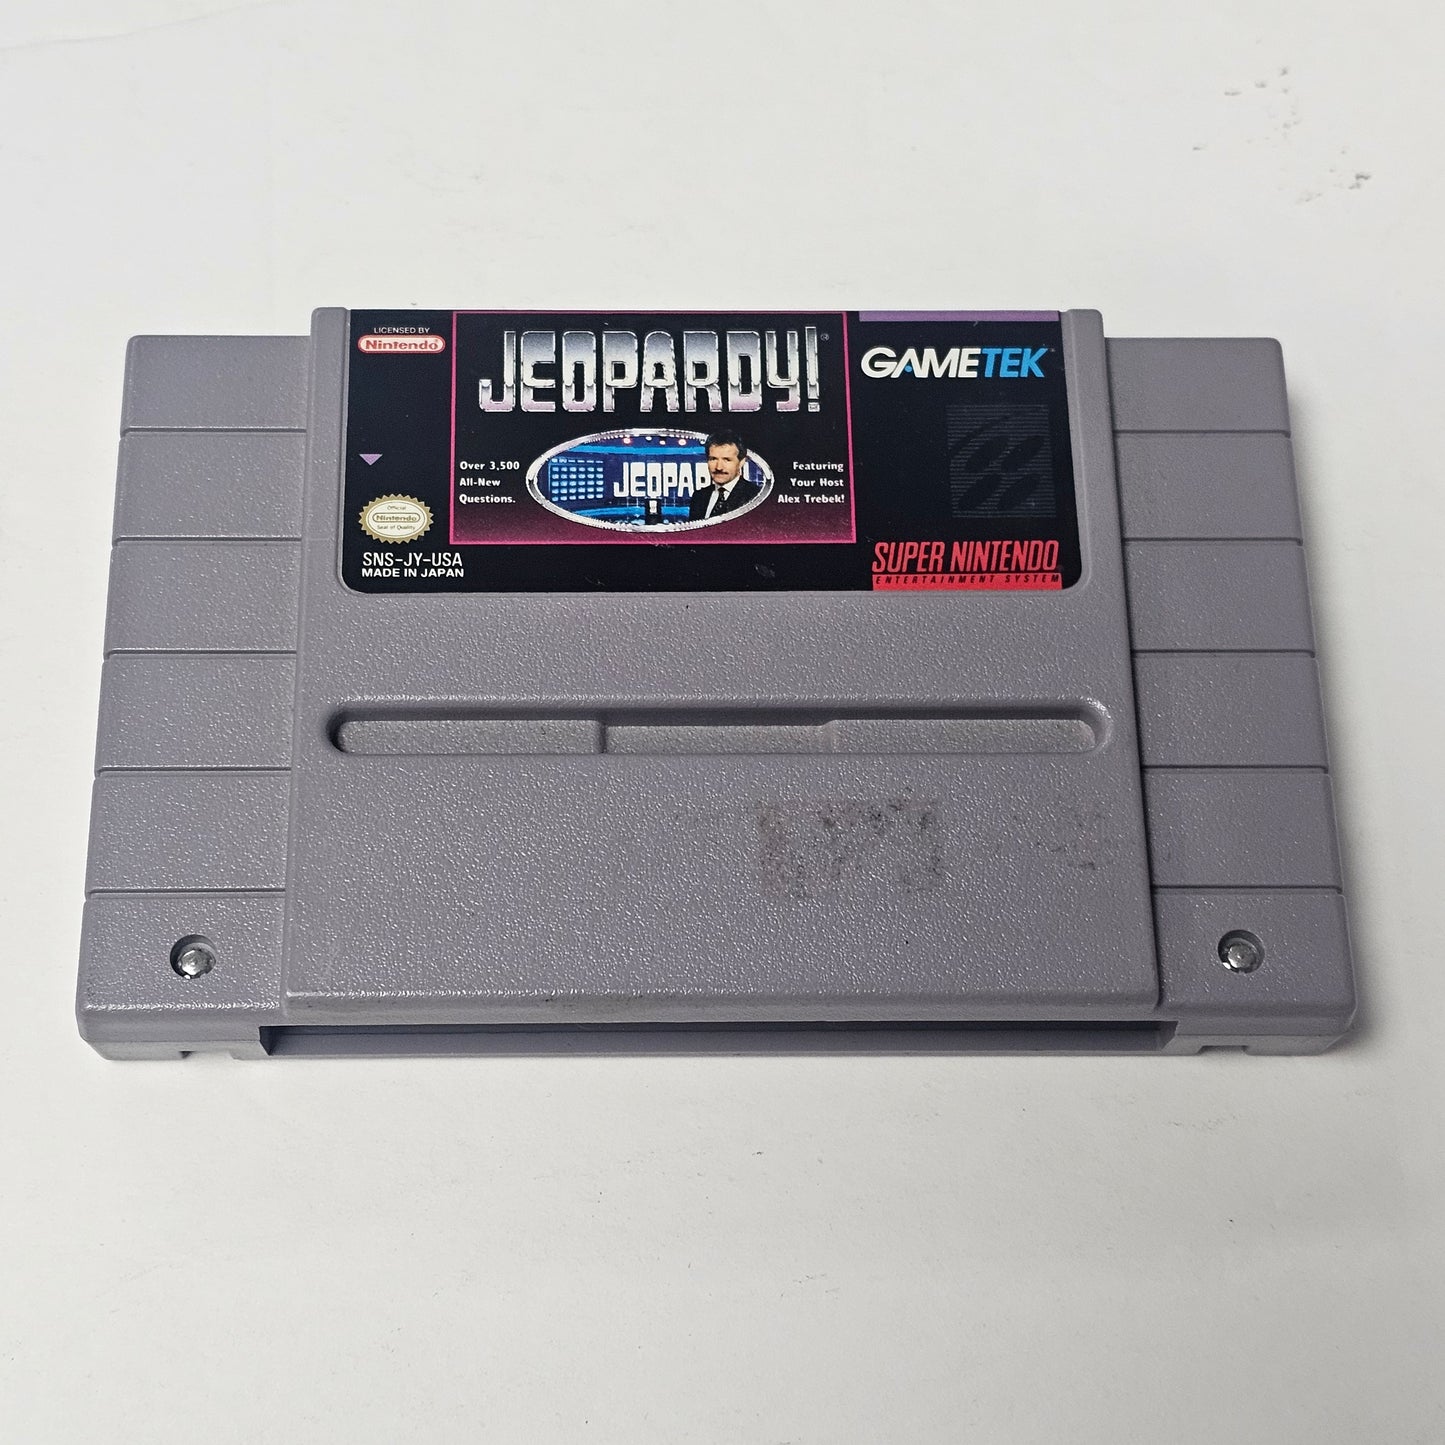 LICENSED BY
Nintendo
JEOPARDY!
GAMETEK
Over 3,500
All-New
Questions.
JEOPAR
Featuring
Your Host
Alex Trebek!
Official
Nintendo
Seal of Quality
SNS-JY-USA
MADE IN JAPAN
SUPER NINTENDO
ENTERTAINMENT SYSTEM